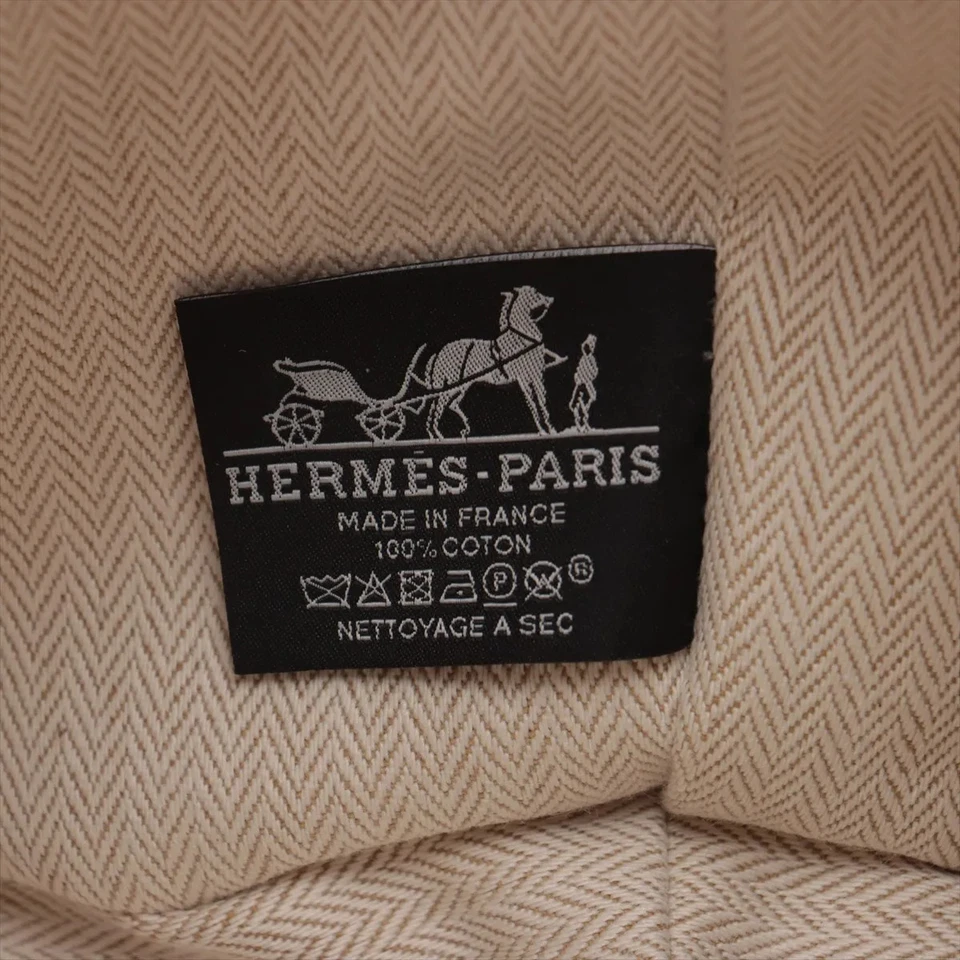 HERMÈS-PARIS
MADE IN FRANCE
100% COTON
P W ®
NETTOYAGE A SEC